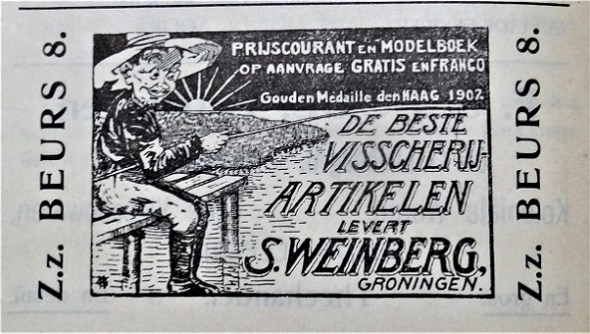 Z.z. BEURS 8.
PRIJSCOURANT EN MODELBOEK
OP AANVRAGE GRATIS EN FRANCO
Gouden Medaille den HAAG 1907.
DE BESTE
VISSCHERIJ-
ARTIKELEN
LEVERT
S. WEINBERG,
GRONINGEN.
Z.z. BEURS 8.